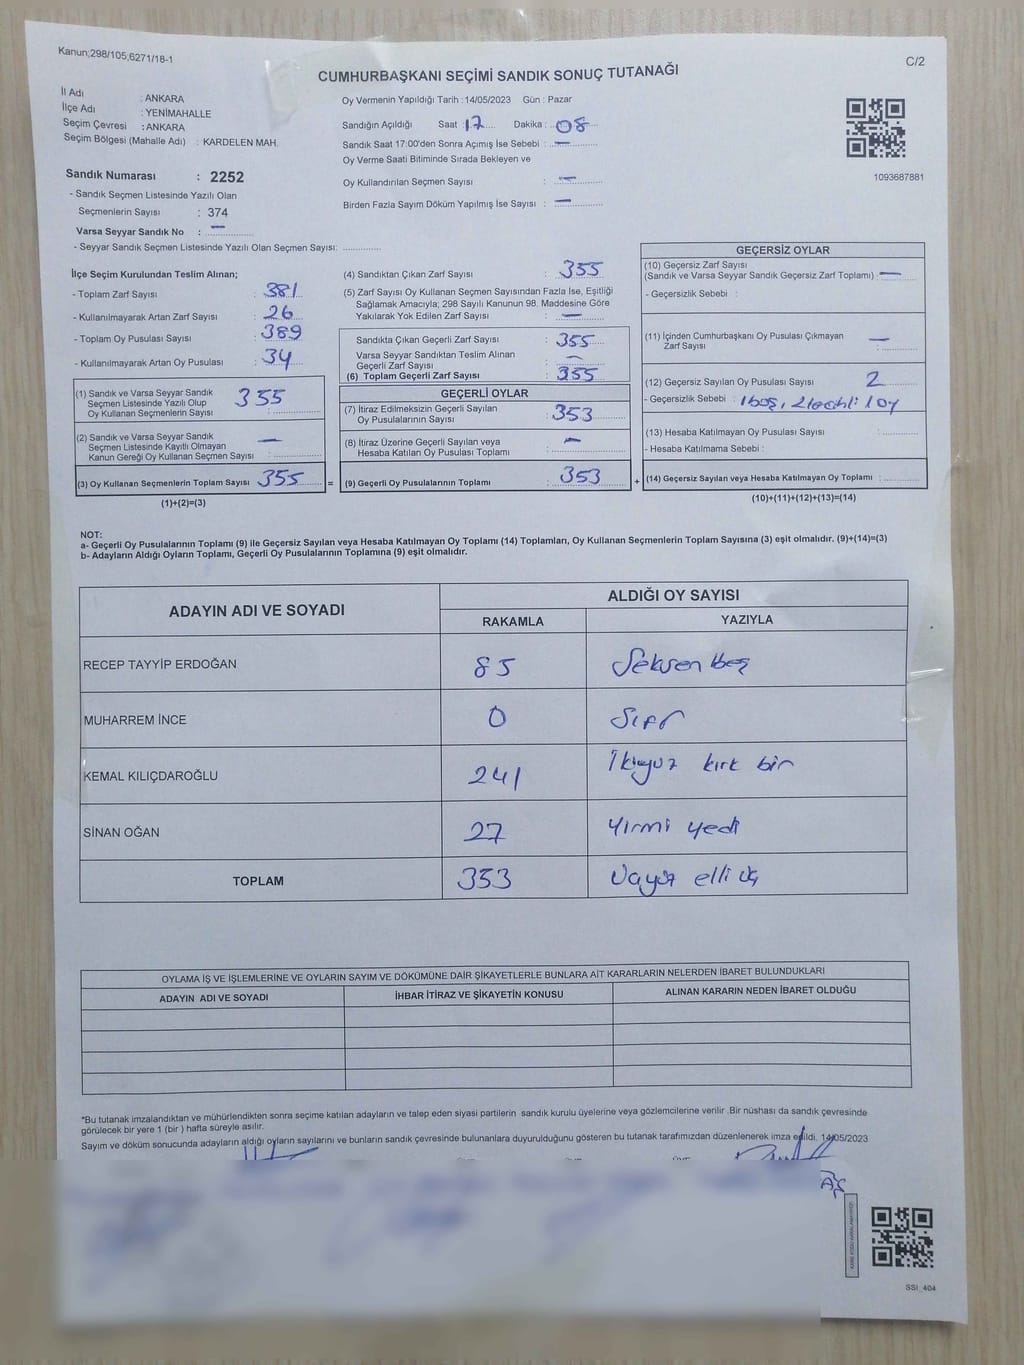 Kanun;298/105,6271/18-1
C/2
CUMHURBAŞKANI SEÇİMİ SANDIK SONUÇ TUTANAĞI
İl Adı : ANKARA
İlçe Adı : YENİMAHALLE
Seçim Çevresi : ANKARA
Seçim Bölgesi (Mahalle Adı) : KARDELEN MAH.
Sandık Numarası : 2252
- Sandık Seçmen Listesinde Yazılı Olan
Seçmenlerin Sayısı : 374
Varsa Seyyar Sandık No : —
- Seyyar Sandık Seçmen Listesinde Yazılı Olan Seçmen Sayısı: ............
Oy Vermenin Yapıldığı Tarih : 14/05/2023 Gün : Pazar
Sandığın Açıldığı Saat : 17 Dakika : 08
Sandık Saat 17:00'den Sonra Açımış İse Sebebi : —
Oy Verme Saati Bitiminde Sırada Bekleyen ve
Oy Kullandırılan Seçmen Sayısı : —
Birden Fazla Sayım Döküm Yapılmış İse Sayısı : —
1093687881
İlçe Seçim Kurulundan Teslim Alınan;
- Toplam Zarf Sayısı : 381
- Kullanılmayarak Artan Zarf Sayısı : 26
- Toplam Oy Pusulası Sayısı : 389
- Kullanılmayarak Artan Oy Pusulası : 34
(1) Sandık ve Varsa Seyyar Sandık
Seçmen Listesinde Yazılı Olup
Oy Kullanan Seçmenlerin Sayısı : 355
(2) Sandık ve Varsa Seyyar Sandık
Seçmen Listesinde Kayıtlı Olmayan
Kanun Gereği Oy Kullanan Seçmen Sayısı : —
(3) Oy Kullanan Seçmenlerin Toplam Sayısı 355 =
(1)+(2)=(3)
(4) Sandıktan Çıkan Zarf Sayısı : 355
(5) Zarf Sayısı Oy Kullanan Seçmen Sayısından Fazla İse, Eşitliği
Sağlamak Amacıyla; 298 Sayılı Kanunun 98. Maddesine Göre
Yakılarak Yok Edilen Zarf Sayısı : —
Sandıkta Çıkan Geçerli Zarf Sayısı : 355
Varsa Seyyar Sandıktan Teslim Alınan
Geçerli Zarf Sayısı : —
(6) Toplam Geçerli Zarf Sayısı : 355
GEÇERLİ OYLAR
(7) İtiraz Edilmeksizin Geçerli Sayılan
Oy Pusulalarının Sayısı : 353
(8) İtiraz Üzerine Geçerli Sayılan veya
Hesaba Katılan Oy Pusulası Toplamı : —
(9) Geçerli Oy Pusulalarının Toplamı : 353 +
GEÇERSİZ OYLAR
(10) Geçersiz Zarf Sayısı
(Sandık ve Varsa Seyyar Sandık Geçersiz Zarf Toplamı) : —
- Geçersizlik Sebebi :
(11) İçinden Cumhurbaşkanı Oy Pusulası Çıkmayan
Zarf Sayısı : —
(12) Geçersiz Sayılan Oy Pusulası Sayısı : 2
- Geçersizlik Sebebi : 1 boş, oy
(13) Hesaba Katılmayan Oy Pusulası Sayısı :
- Hesaba Katılmama Sebebi :
(14) Geçersiz Sayılan veya Hesaba Katılmayan Oy Toplamı : ............
(10)+(11)+(12)+(13)=(14)
NOT:
a- Geçerli Oy Pusulalarının Toplamı (9) ile Geçersiz Sayılan veya Hesaba Katılmayan Oy Toplamı (14) Toplamları, Oy Kullanan Seçmenlerin Toplam Sayısına (3) eşit olmalıdır. (9)+(14)=(3)
b- Adayların Aldığı Oyların Toplamı, Geçerli Oy Pusulalarının Toplamına (9) eşit olmalıdır.
ADAYIN ADI VE SOYADI
ALDIĞI OY SAYISI
RAKAMLA YAZIYLA
RECEP TAYYİP ERDOĞAN 85 Seksen beş
MUHARREM İNCE 0 Sıfır
KEMAL KILIÇDAROĞLU 241 İkiyüz kırk bir
SİNAN OĞAN 27 Yirmi yedi
TOPLAM 353 Üçyüz elli üç
OYLAMA İŞ VE İŞLEMLERİNE VE OYLARIN SAYIM VE DÖKÜMÜNE DAİR ŞİKAYETLERLE BUNLARA AİT KARARLARIN NELERDEN İBARET BULUNDUKLARI
ADAYIN ADI VE SOYADI İHBAR İTİRAZ VE ŞİKAYETİN KONUSU ALINAN KARARIN NEDEN İBARET OLDUĞU
*Bu tutanak imzalandıktan ve mühürlendikten sonra seçime katılan adayların ve talep eden siyasi partilerin sandık kurulu üyelerine veya gözlemcilerine verilir .Bir nüshası da sandık çevresinde
görülecek bir yere 1 (bir ) hafta süreyle asılır.
Sayım ve döküm sonucunda adayların aldığı oyların sayılarını ve bunların sandık çevresinde bulunanlara duyurulduğunu gösteren bu tutanak tarafımızdan düzenlenerek imza edildi. 14/05/2023
SSI_404